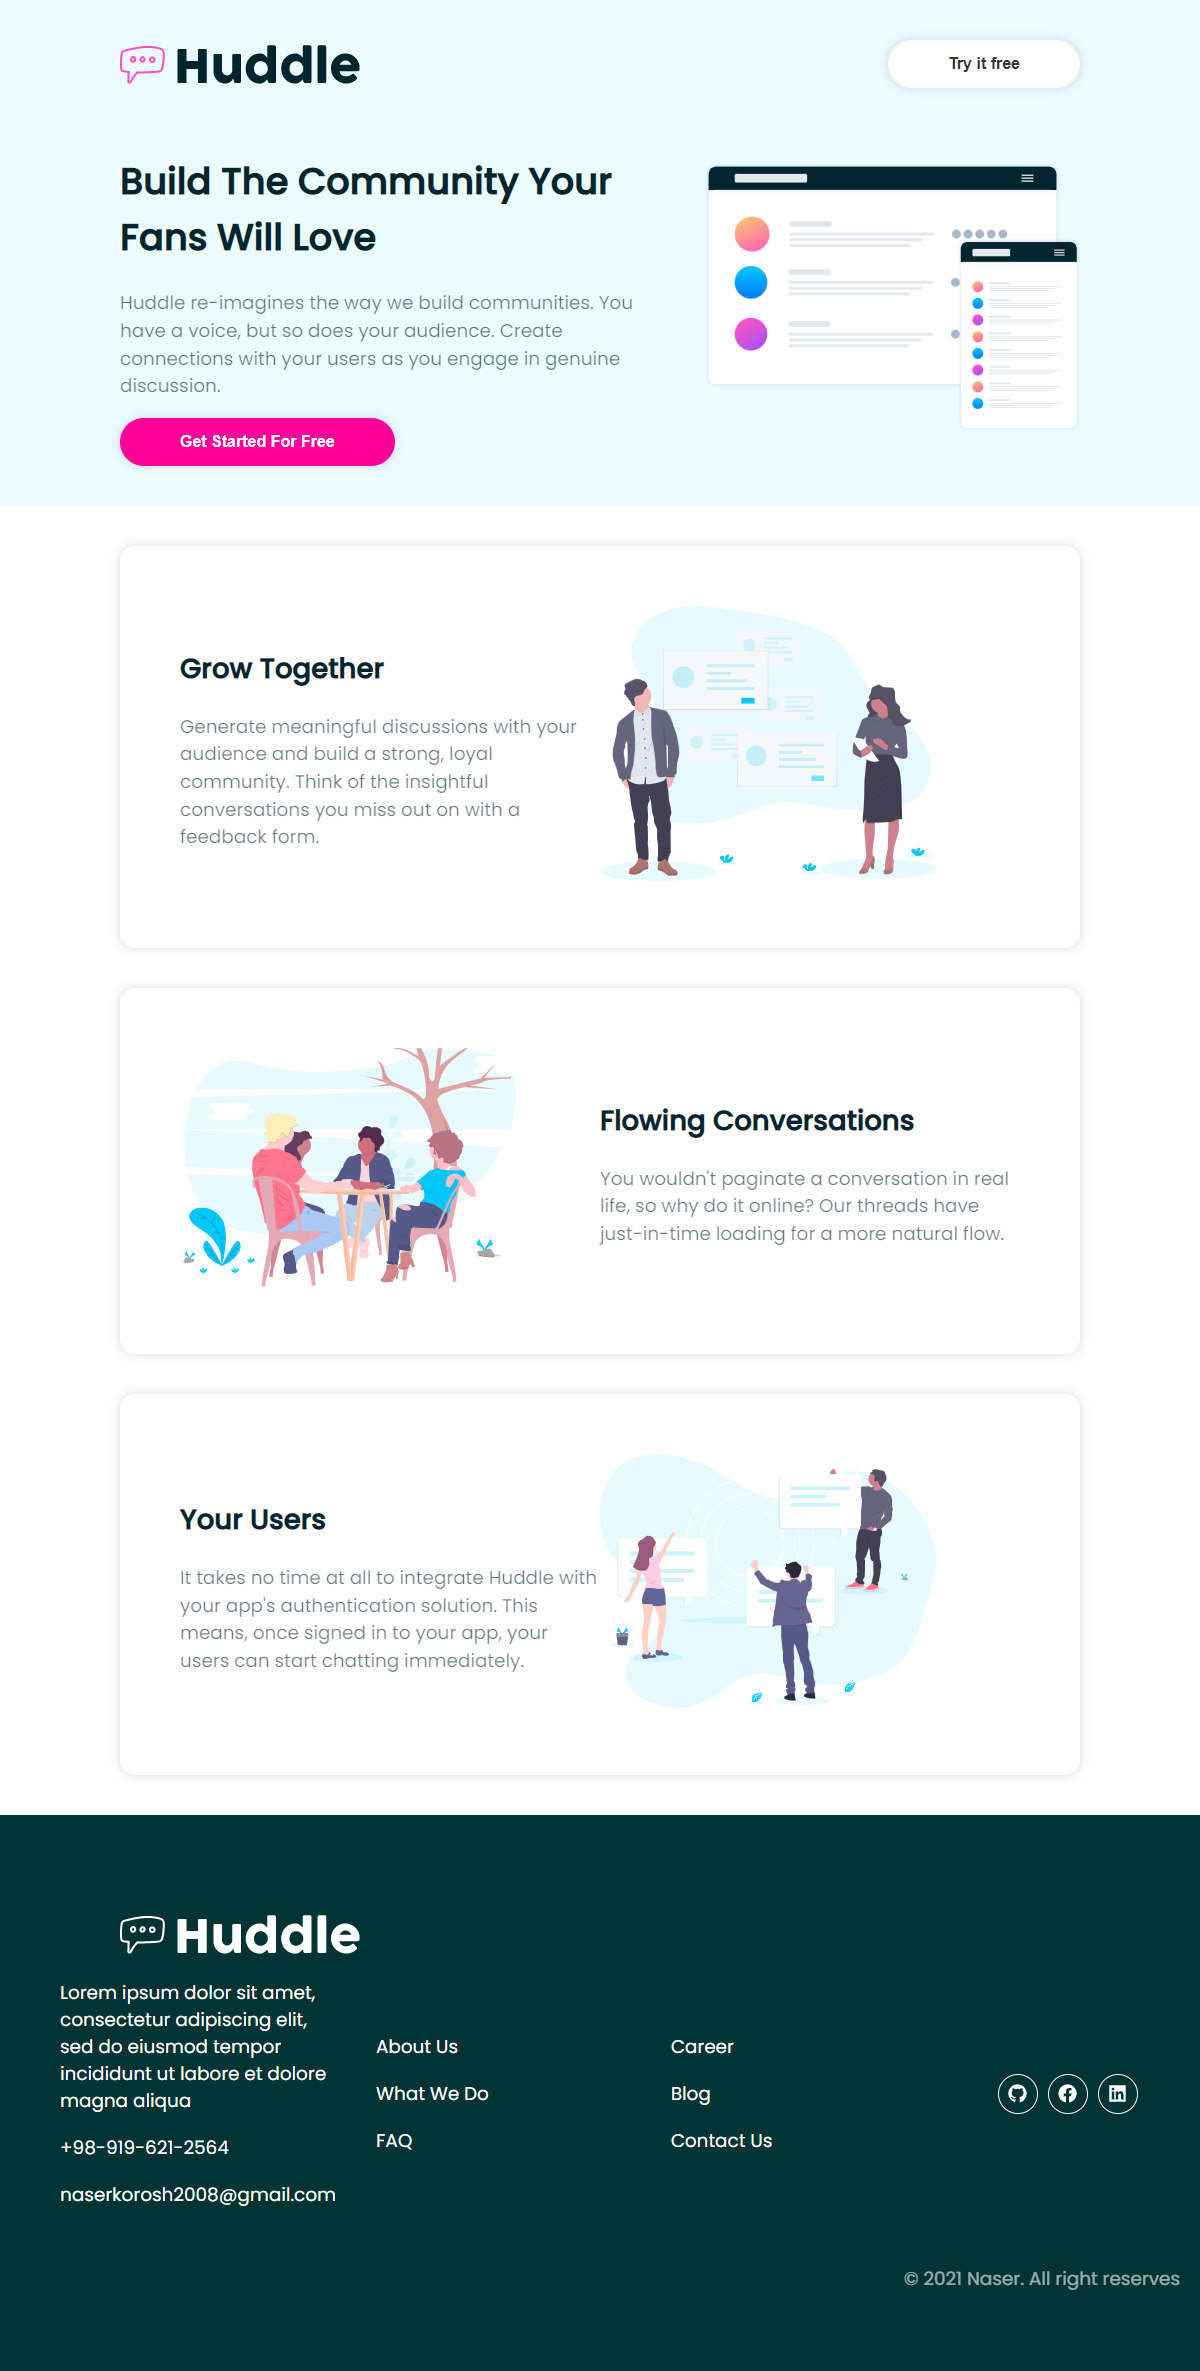 Huddle
Try it free
Build The Community Your
Fans Will Love
Huddle re-imagines the way we build communities. You
have a voice, but so does your audience. Create
connections with your users as you engage in genuine
discussion.
Get Started For Free
Grow Together
Generate meaningful discussions with your
audience and build a strong, loyal
community. Think of the insightful
conversations you miss out on with a
feedback form.
Flowing Conversations
You wouldn't paginate a conversation in real
life, so why do it online? Our threads have
just-in-time loading for a more natural flow.
Your Users
It takes no time at all to integrate Huddle with
your app's authentication solution. This
means, once signed in to your app, your
users can start chatting immediately.
Huddle
Lorem ipsum dolor sit amet,
consectetur adipiscing elit,
sed do eiusmod tempor
incididunt ut labore et dolore
magna aliqua
+98-919-621-2564
naserkorosh2008@gmail.com
About Us
What We Do
FAQ
Career
Blog
Contact Us
© 2021 Naser. All right reserves